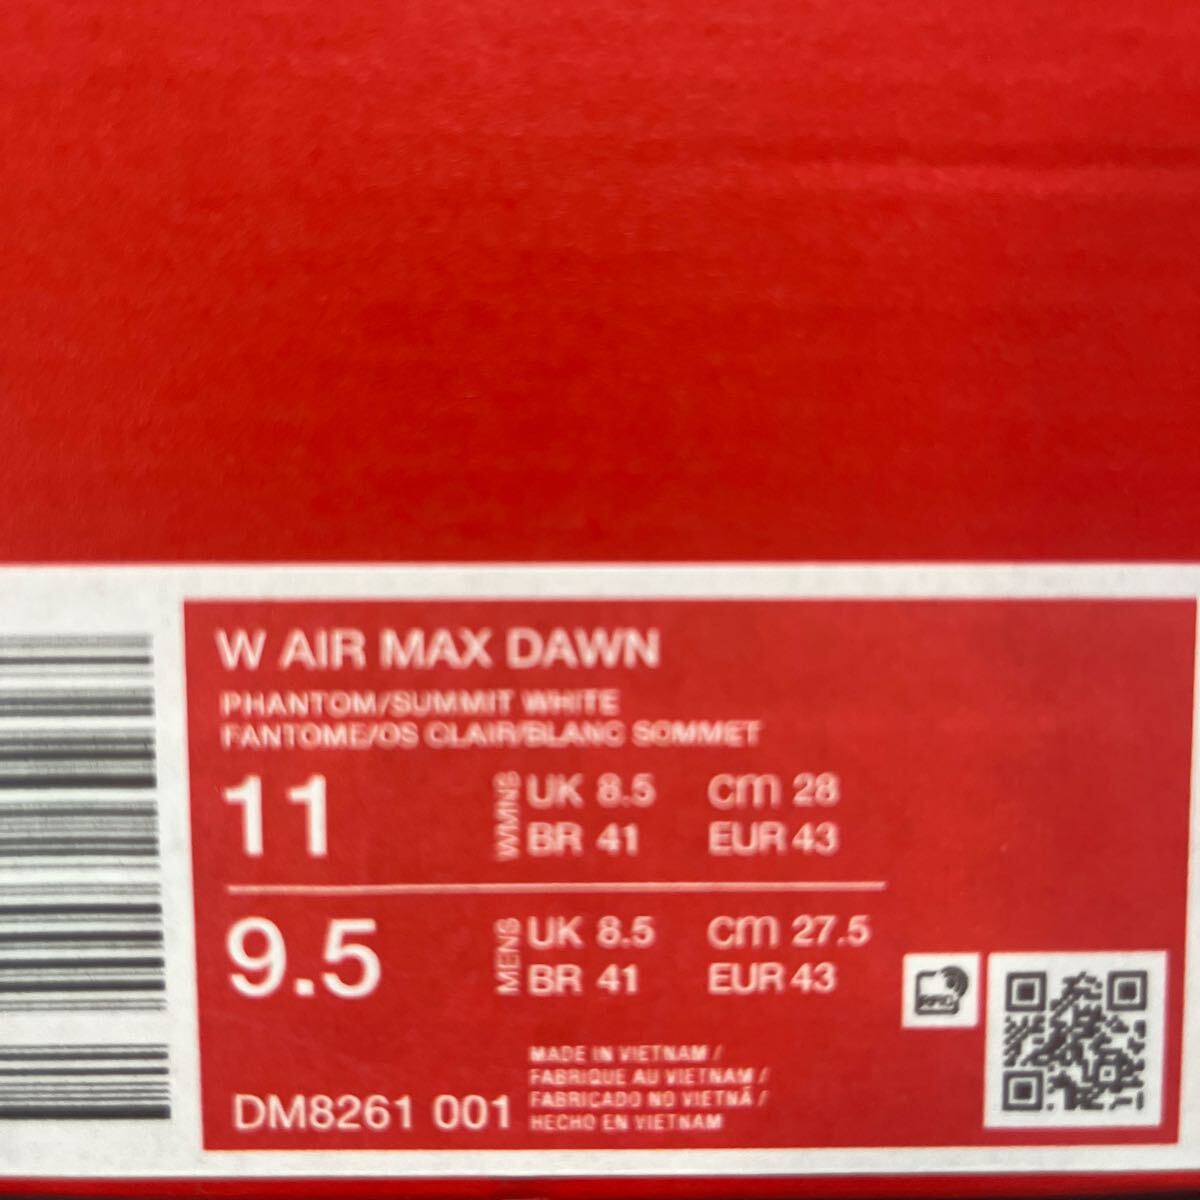 W AIR MAX DAWN
PHANTOM/SUMMIT WHITE
FANTOME/OS CLAIR/BLANC SOMMET
11 WMNS UK 8.5 cm 28
BR 41 EUR 43
9.5 MENS UK 8.5 cm 27.5
BR 41 EUR 43
RFID
MADE IN VIETNAM /
FABRIQUE AU VIETNAM /
FABRICADO NO VIETNÃ /
HECHO EN VIETNAM
DM8261 001